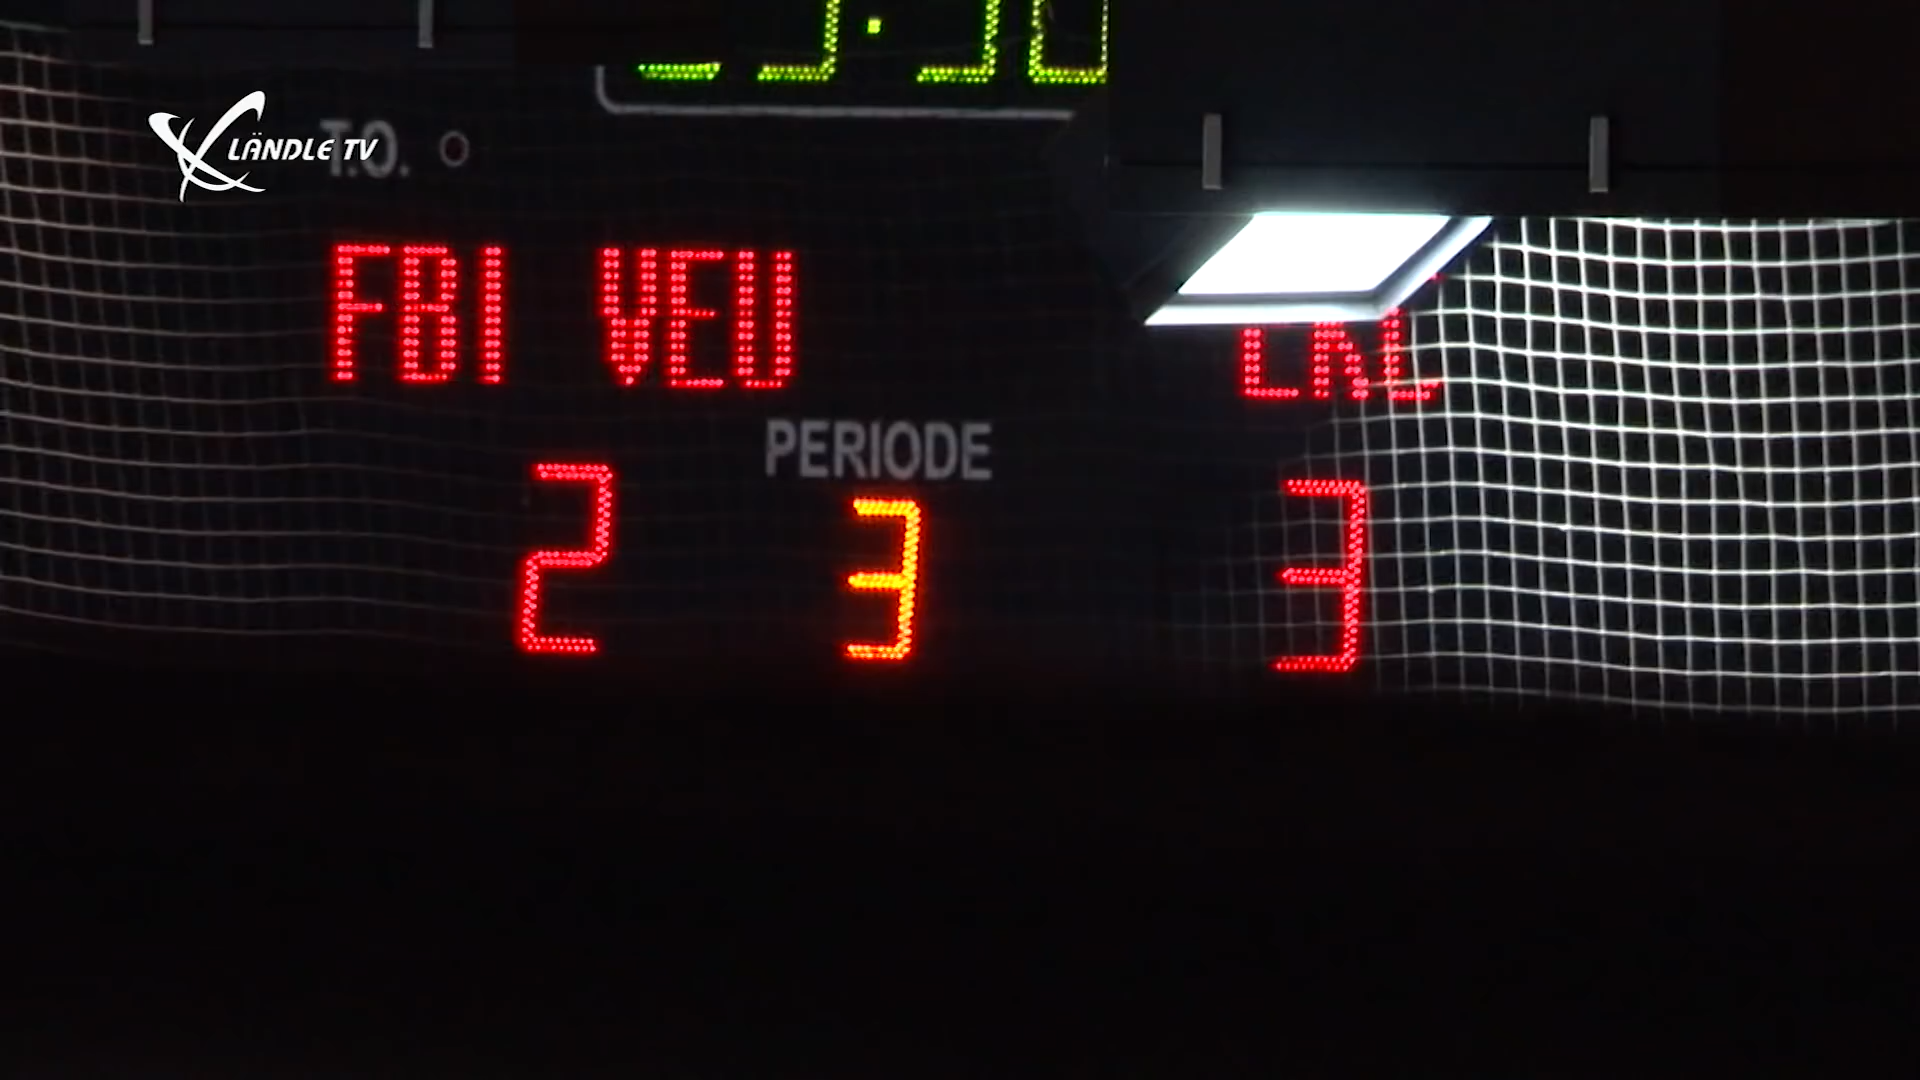 LÄNDLE TV
T.O.
FBI VEU
PERIODE
2 3 3